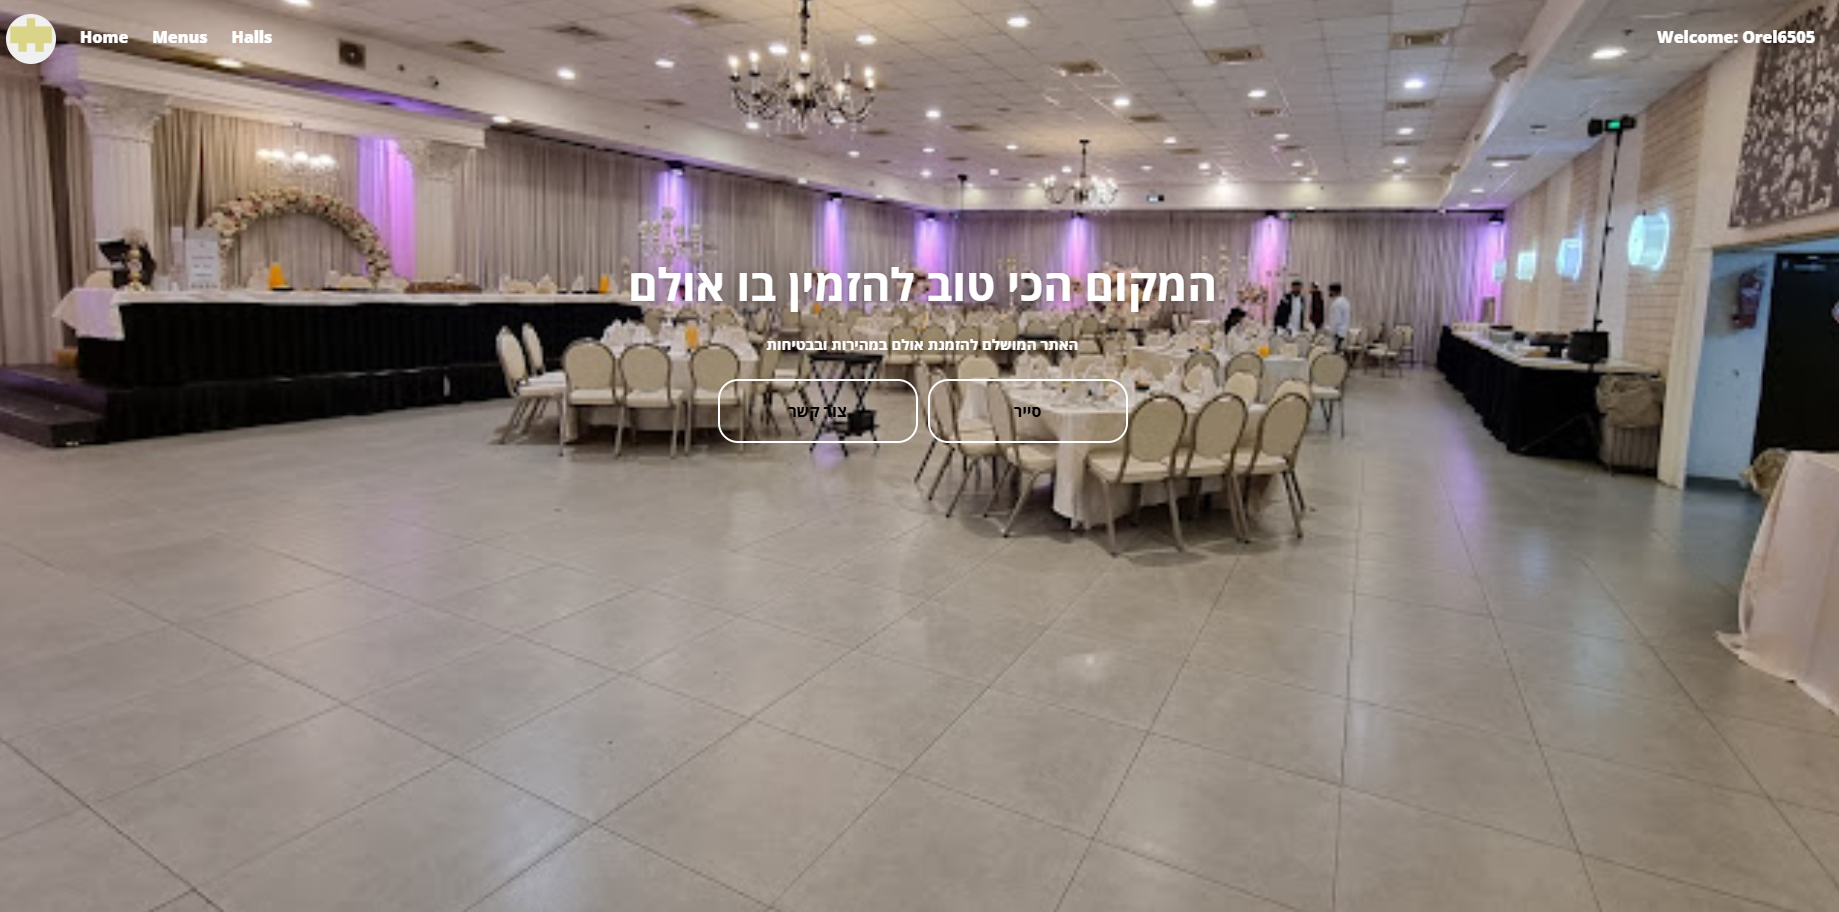 Home Menus Halls
Welcome: Orel6505
המקום הכי טוב להזמין בו אולם
האתר המושלם להזמנת אולם במהירות ובבטיחות
סייר
צור קשר